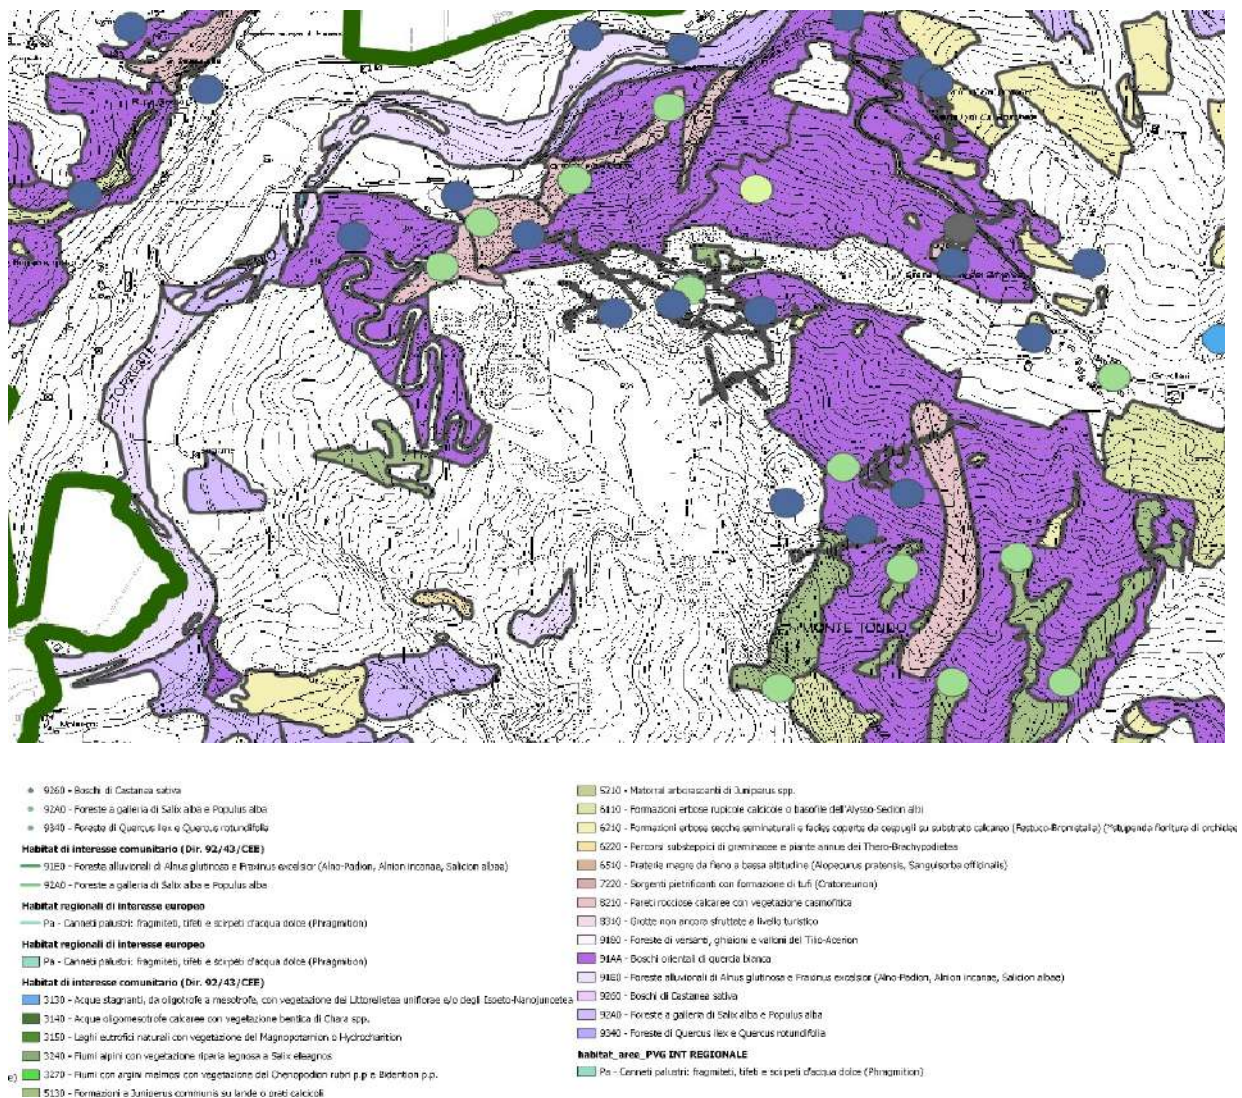 TORRENTE
SENIO
MONTE TONDO
9260 - Boschi di Castanea sativa
92A0 - Foreste a galleria di Salix alba e Populus alba
9340 - Foreste di Quercus ilex e Quercus rotundifolia
Habitat di interesse comunitario (Dir. 92/43/CEE)
91E0 - Foreste alluvionali di Alnus glutinosa e Fraxinus excelsior (Alno-Padion, Alnion incanae, Salicion albae)
92A0 - Foreste a galleria di Salix alba e Populus alba
Habitat regionali di interesse europeo
Pa - Canneti palustri: fragmiteti, tifeti e scirpeti d'acqua dolce (Phragmition)
Habitat regionali di interesse europeo
Pa - Canneti palustri: fragmiteti, tifeti e scirpeti d'acqua dolce (Phragmition)
Habitat di interesse comunitario (Dir. 92/43/CEE)
3130 - Acque stagnanti, da oligotrofe a mesotrofe, con vegetazione dei Littorelletea uniflorae e/o degli Isoeto-Nanojuncetea
3140 - Acque oligomesotrofe calcaree con vegetazione bentica di Chara spp.
3150 - Laghi eutrofici naturali con vegetazione del Magnopotamion o Hydrocharition
3240 - Fiumi alpini con vegetazione riparia legnosa a Salix eleagnos
e)
3270 - Fiumi con argini melmosi con vegetazione del Chenopodion rubri p.p e Bidention p.p.
5130 - Formazioni a Juniperus communis su lande o prati calcicoli
5210 - Matorral arborescenti di Juniperus spp.
6110 - Formazioni erbose rupicole calcicole o basofile dell'Alysso-Sedion albi
6210 - Formazioni erbose secche seminaturali e facies coperte da cespugli su substrato calcareo (Festuco-Brometalia) (*stupenda fioritura di orchidee
6220 - Percorsi substeppici di graminacee e piante annue dei Thero-Brachypodietea
6510 - Praterie magre da fieno a bassa altitudine (Alopecurus pratensis, Sanguisorba officinalis)
7220 - Sorgenti pietrificanti con formazione di tufi (Cratoneurion)
8210 - Pareti rocciose calcaree con vegetazione casmofitica
8310 - Grotte non ancora sfruttate a livello turistico
9180 - Foreste di versanti, ghiaioni e valloni del Tilio-Acerion
91AA - Boschi orientali di quercia bianca
91E0 - Foreste alluvionali di Alnus glutinosa e Fraxinus excelsior (Alno-Padion, Alnion incanae, Salicion albae)
9260 - Boschi di Castanea sativa
92A0 - Foreste a galleria di Salix alba e Populus alba
9340 - Foreste di Quercus ilex e Quercus rotundifolia
habitat_area_PVG INT REGIONALE
Pa - Canneti palustri: fragmiteti, tifeti e scirpeti d'acqua dolce (Phragmition)